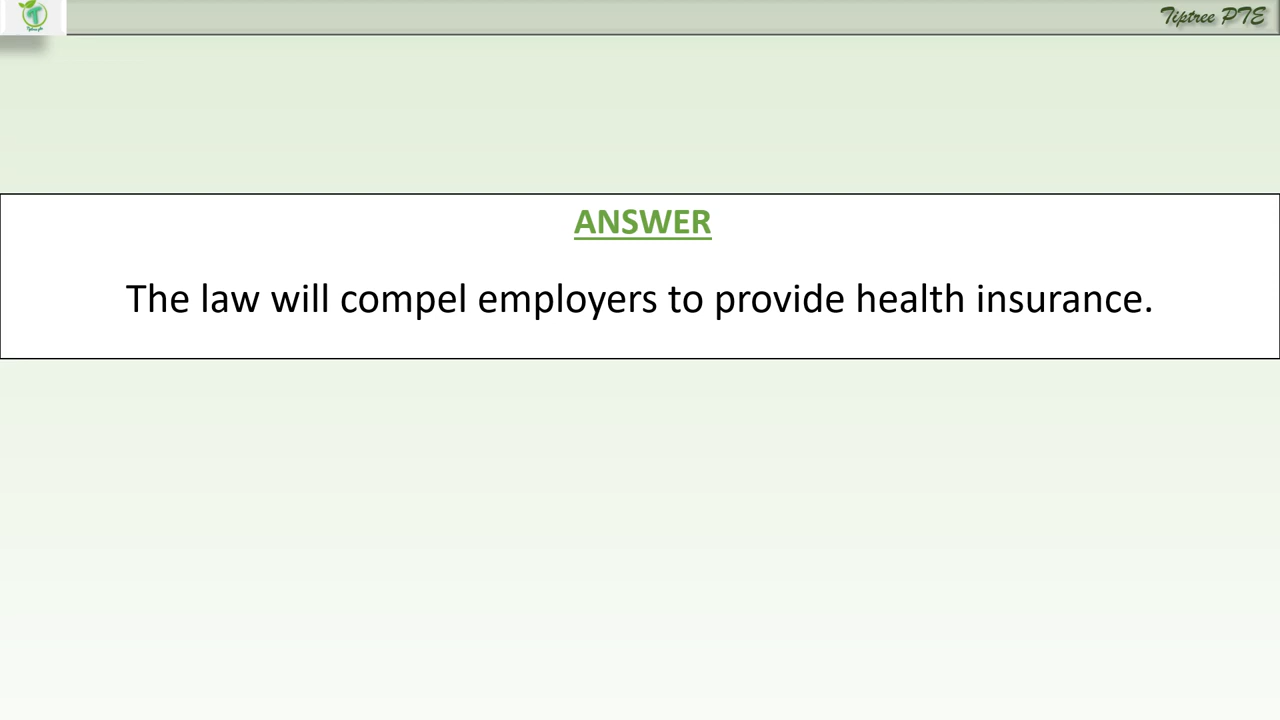 Tiptree PTE
ANSWER
The law will compel employers to provide health insurance.